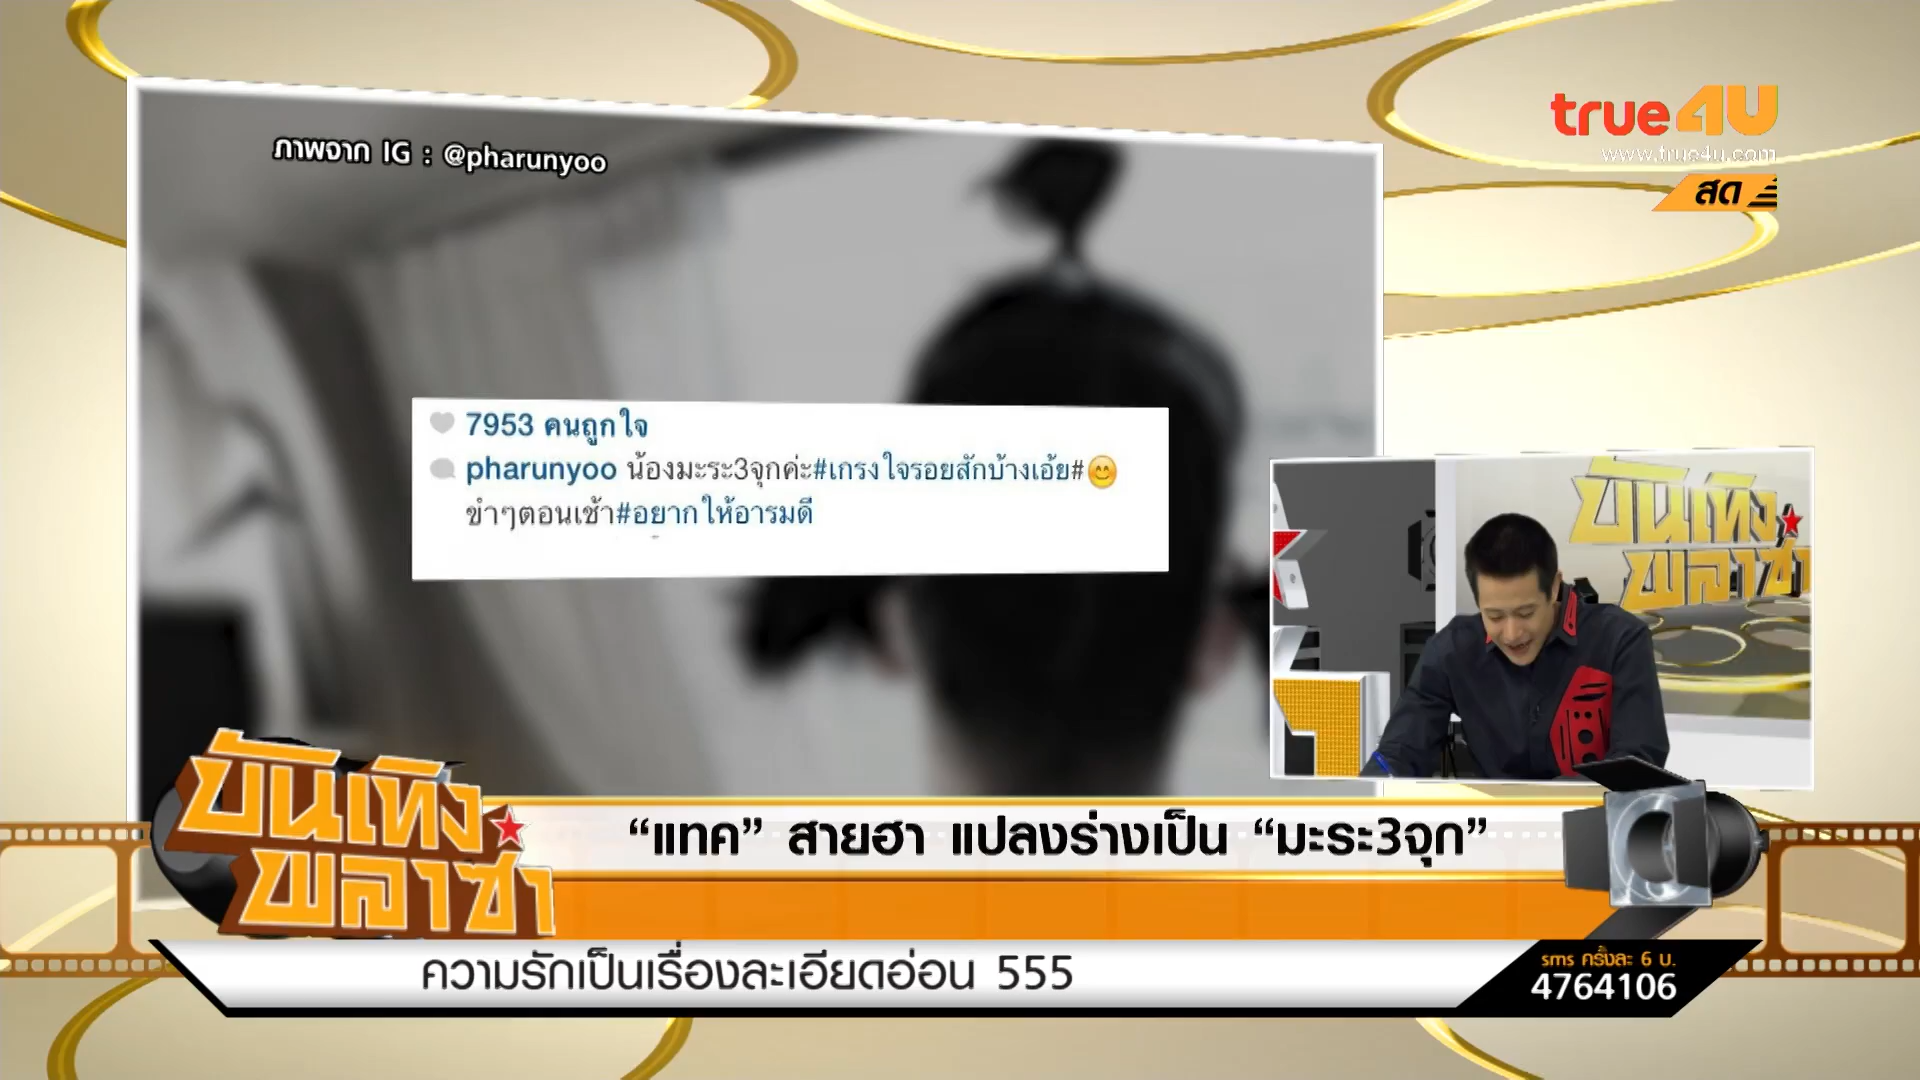 ภาพจาก IG : @pharunyoo
true4U
www.true4u.com
สด
7953 คนถูกใจ
pharunyoo น้องมะระ3จุกค่ะ#เกรงใจรอยสักบ้างเอ้ย#😊
ขำๆตอนเช้า#อยากให้อารมดี
บันเทิง
พลาซ่า
บันเทิง
พลาซ่า
“แทค” สายฮา แปลงร่างเป็น “มะระ3จุก”
ความรักเป็นเรื่องละเอียดอ่อน 555
sms ครั้งละ 6 บ.
4764106